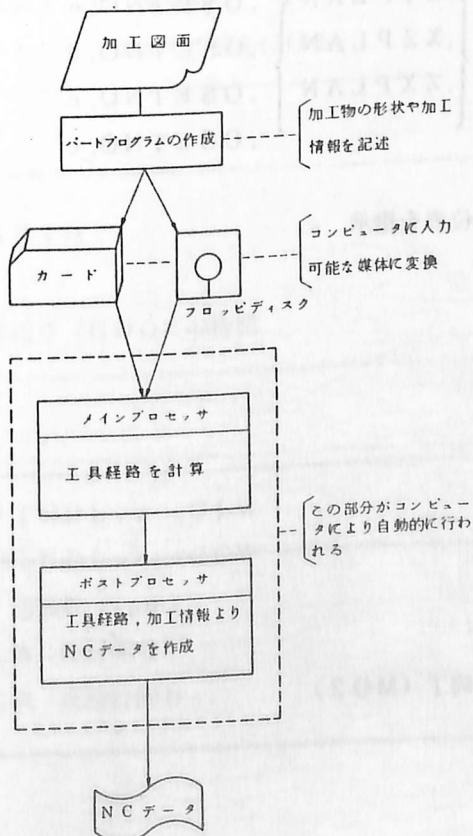 加工図面
パートプログラムの作成
加工物の形状や加工
情報を記述
カード
フロッピディスク
コンピュータに入力
可能な媒体に変換
メインプロセッサ
工具経路を計算
この部分がコンピュー
タにより自動的に行わ
れる
ポストプロセッサ
工具経路,加工情報より
NCデータを作成
NCデータ